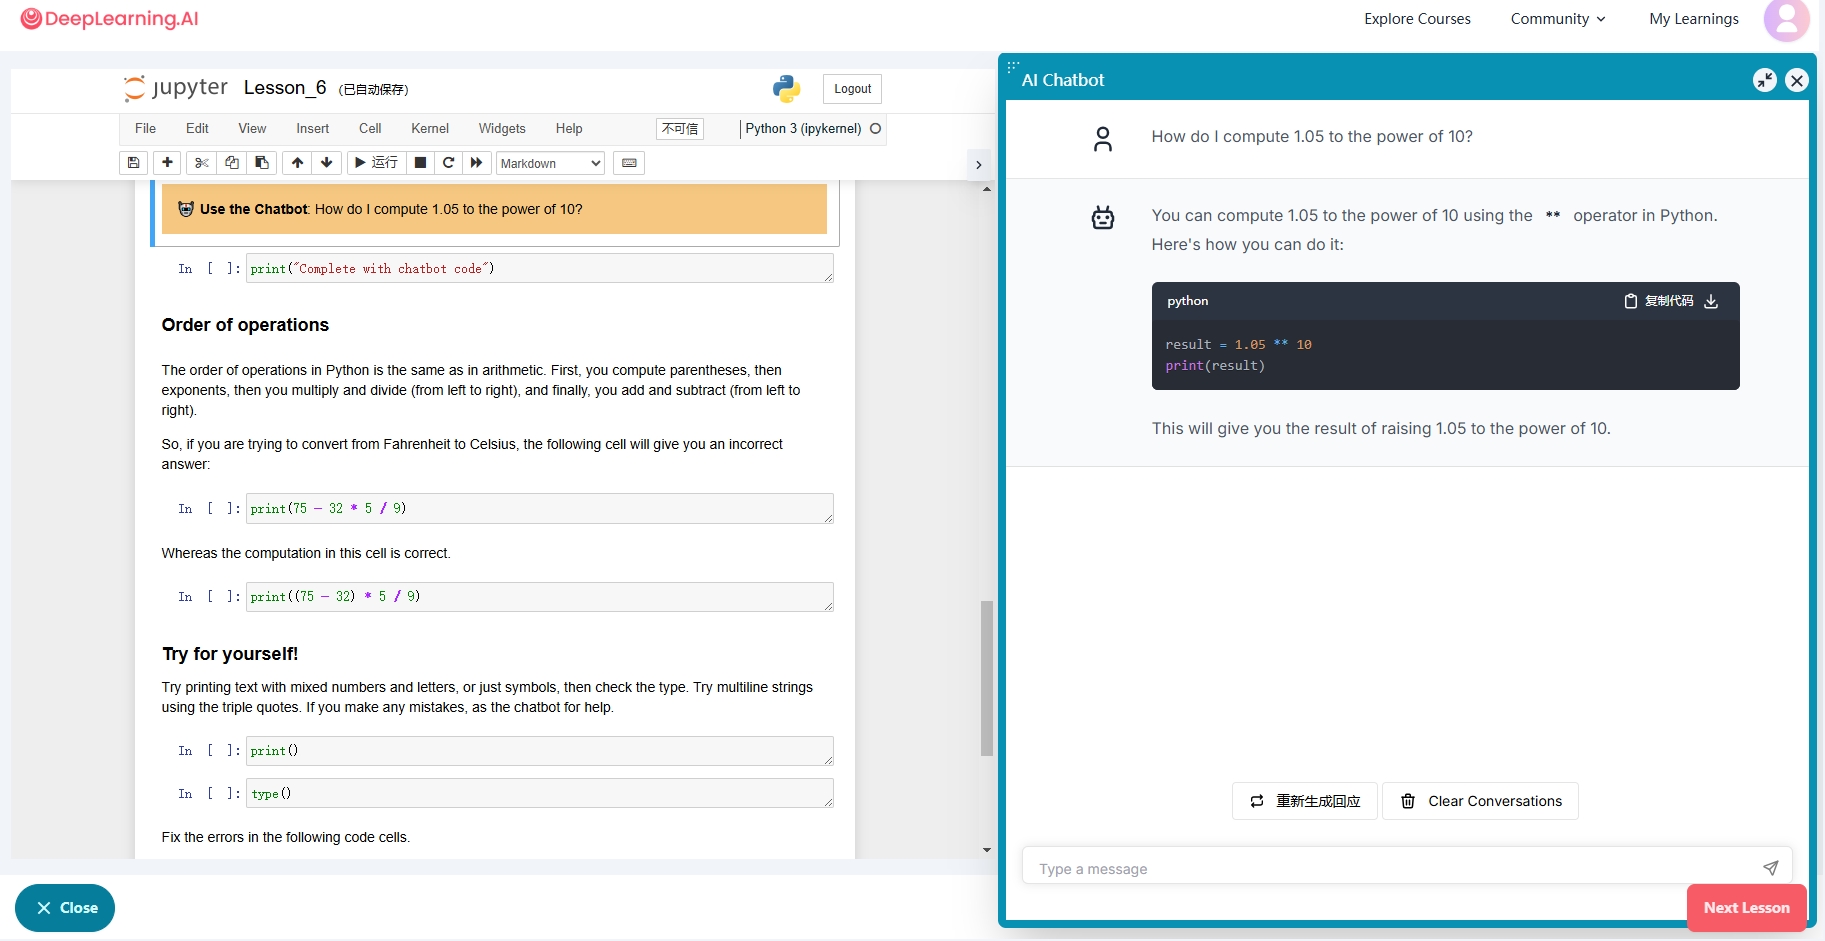 DeepLearning.AI
Explore Courses
Community
My Learnings
jupyter Lesson_6 (已自动保存)
Logout
File Edit View Insert Cell Kernel Widgets Help
不可信
Python 3 (ipykernel)
运行
Markdown
Use the Chatbot: How do I compute 1.05 to the power of 10?
In [ ]: print("Complete with chatbot code")
Order of operations
The order of operations in Python is the same as in arithmetic. First, you compute parentheses, then
exponents, then you multiply and divide (from left to right), and finally, you add and subtract (from left to
right).
So, if you are trying to convert from Fahrenheit to Celsius, the following cell will give you an incorrect
answer:
In [ ]: print(75 - 32 * 5 / 9)
Whereas the computation in this cell is correct.
In [ ]: print((75 - 32) * 5 / 9)
Try for yourself!
Try printing text with mixed numbers and letters, or just symbols, then check the type. Try multiline strings
using the triple quotes. If you make any mistakes, as the chatbot for help.
In [ ]: print()
In [ ]: type()
Fix the errors in the following code cells.
Close
AI Chatbot
How do I compute 1.05 to the power of 10?
You can compute 1.05 to the power of 10 using the ** operator in Python.
Here's how you can do it:
python
复制代码
result = 1.05 ** 10
print(result)
This will give you the result of raising 1.05 to the power of 10.
重新生成回应
Clear Conversations
Type a message
Next Lesson